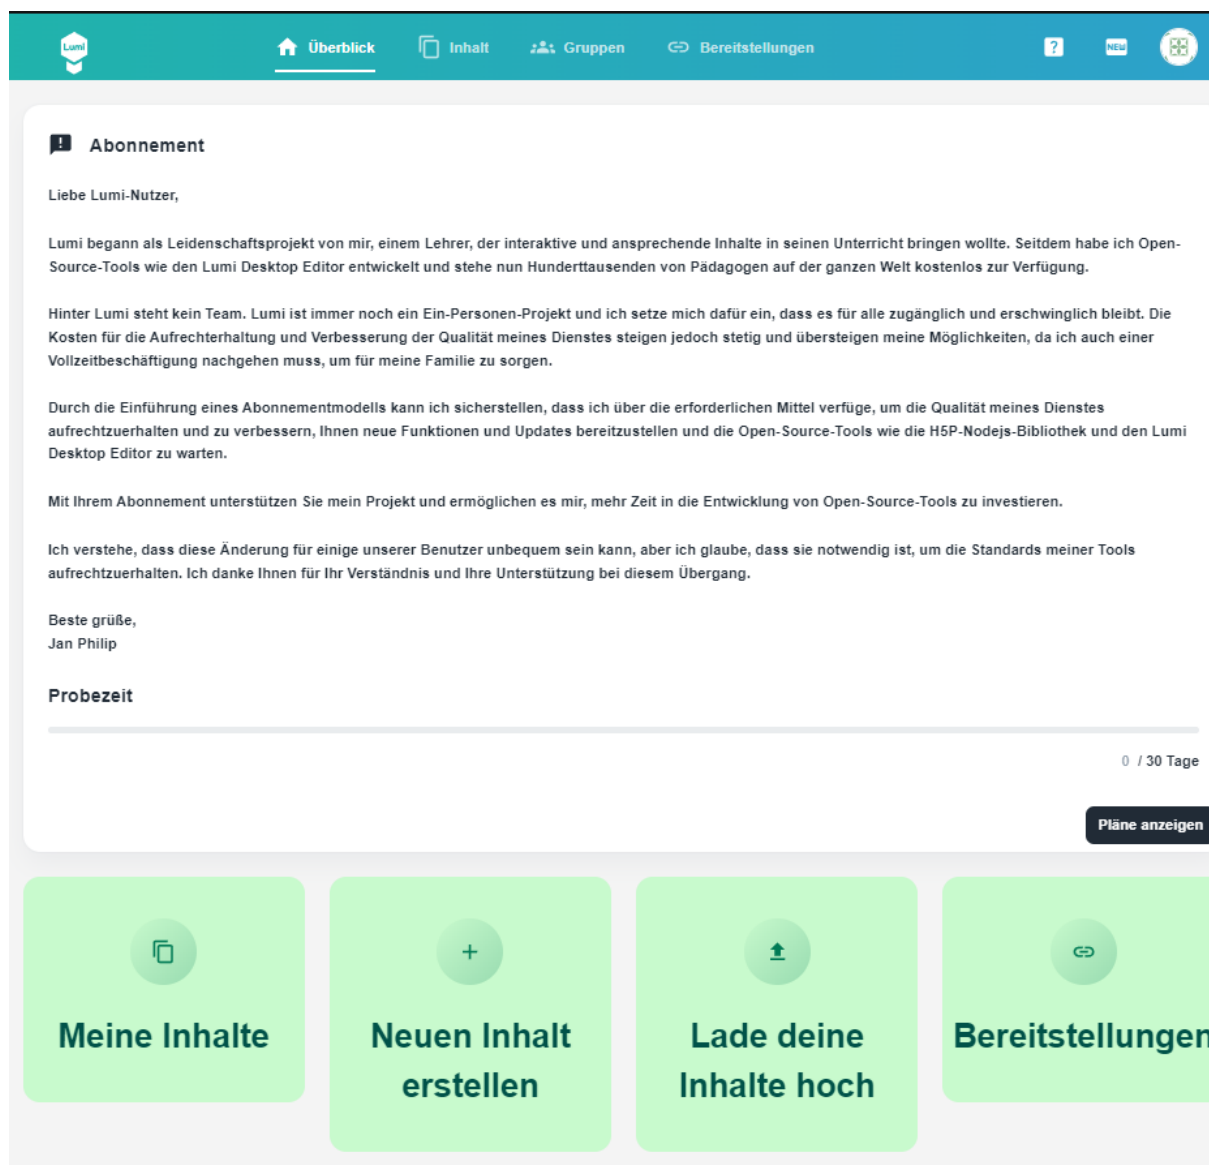 Lumi
Überblick
Inhalt
Gruppen
Bereitstellungen
?
NEW
Abonnement
Liebe Lumi-Nutzer,
Lumi begann als Leidenschaftsprojekt von mir, einem Lehrer, der interaktive und ansprechende Inhalte in seinen Unterricht bringen wollte. Seitdem habe ich Open-
Source-Tools wie den Lumi Desktop Editor entwickelt und stehe nun Hunderttausenden von Pädagogen auf der ganzen Welt kostenlos zur Verfügung.
Hinter Lumi steht kein Team. Lumi ist immer noch ein Ein-Personen-Projekt und ich setze mich dafür ein, dass es für alle zugänglich und erschwinglich bleibt. Die
Kosten für die Aufrechterhaltung und Verbesserung der Qualität meines Dienstes steigen jedoch stetig und übersteigen meine Möglichkeiten, da ich auch einer
Vollzeitbeschäftigung nachgehen muss, um für meine Familie zu sorgen.
Durch die Einführung eines Abonnementmodells kann ich sicherstellen, dass ich über die erforderlichen Mittel verfüge, um die Qualität meines Dienstes
aufrechtzuerhalten und zu verbessern, Ihnen neue Funktionen und Updates bereitzustellen und die Open-Source-Tools wie die H5P-Nodejs-Bibliothek und den Lumi
Desktop Editor zu warten.
Mit Ihrem Abonnement unterstützen Sie mein Projekt und ermöglichen es mir, mehr Zeit in die Entwicklung von Open-Source-Tools zu investieren.
Ich verstehe, dass diese Änderung für einige unserer Benutzer unbequem sein kann, aber ich glaube, dass sie notwendig ist, um die Standards meiner Tools
aufrechtzuerhalten. Ich danke Ihnen für Ihr Verständnis und Ihre Unterstützung bei diesem Übergang.
Beste grüße,
Jan Philip
Probezeit
0 / 30 Tage
Pläne anzeigen
Meine Inhalte
Neuen Inhalt
erstellen
Lade deine
Inhalte hoch
Bereitstellungen